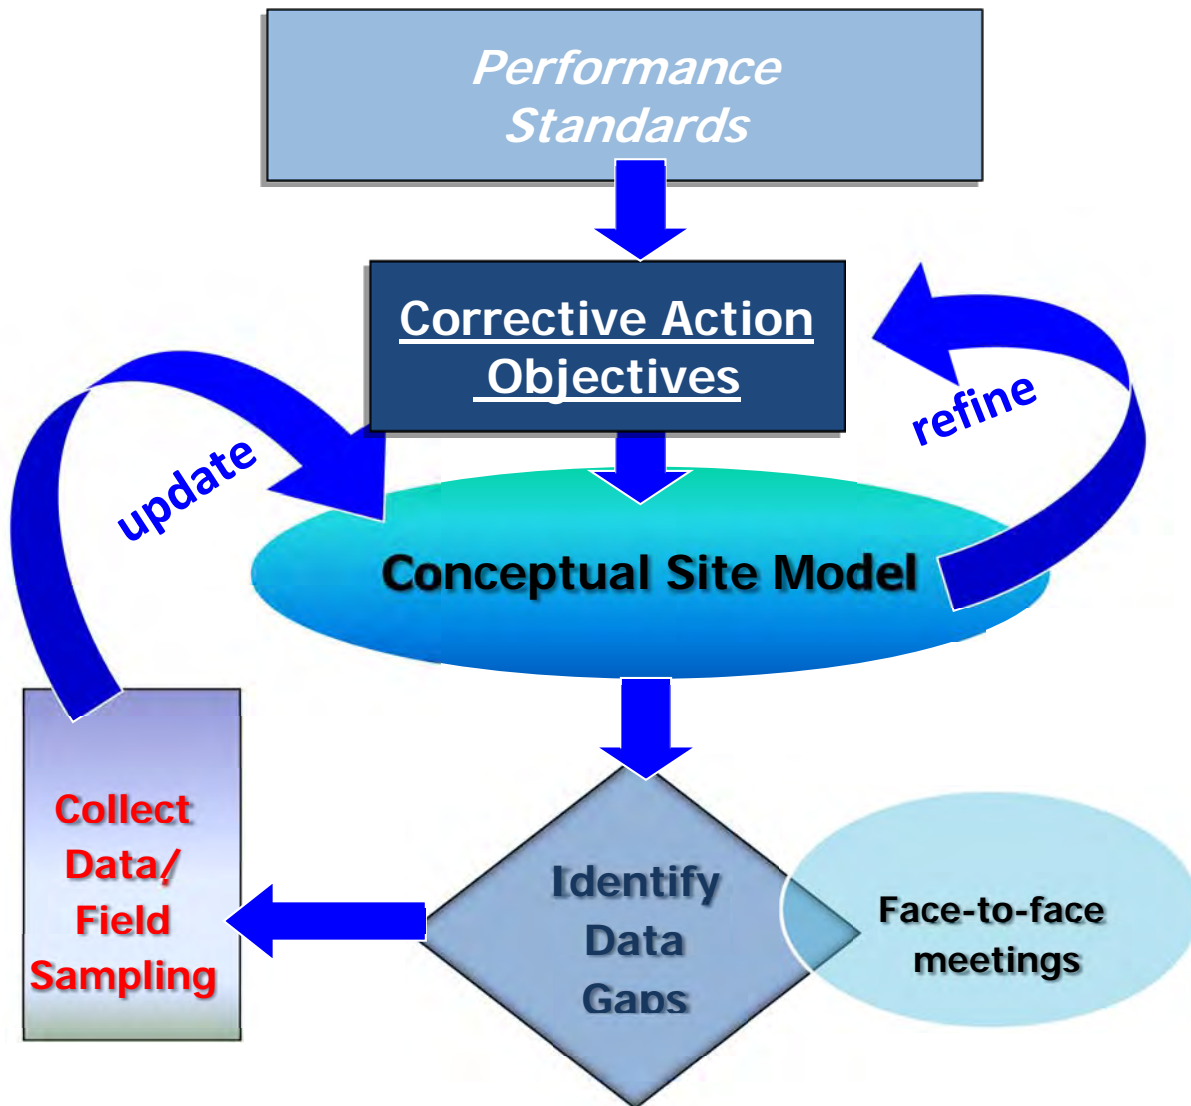 Performance
Standards
Corrective Action
Objectives
refine
update
Conceptual Site Model
Identify
Data
Gaps
Face-to-face
meetings
Collect
Data/
Field
Sampling